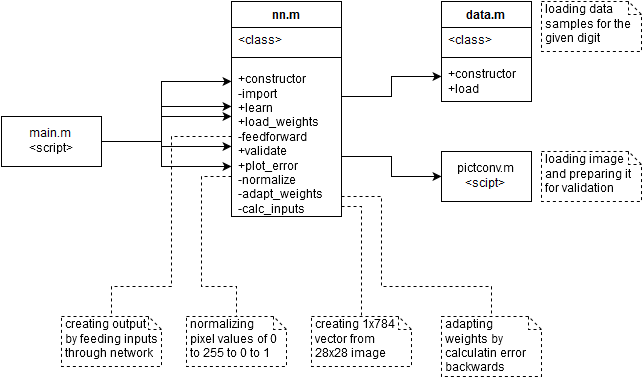 nn.m
<class>
+constructor
-import
+learn
+load_weights
-feedforward
+validate
+plot_error
-normalize
-adapt_weights
-calc_inputs
data.m
<class>
+constructor
+load
loading data
samples for the
given digit
main.m
<script>
pictconv.m
<scipt>
loading image
and preparing it
for validation
creating output
by feeding inputs
through network
normalizing
pixel values of 0
to 255 to 0 to 1
creating 1x784
vector from
28x28 image
adapting
weights by
calculatin error
backwards